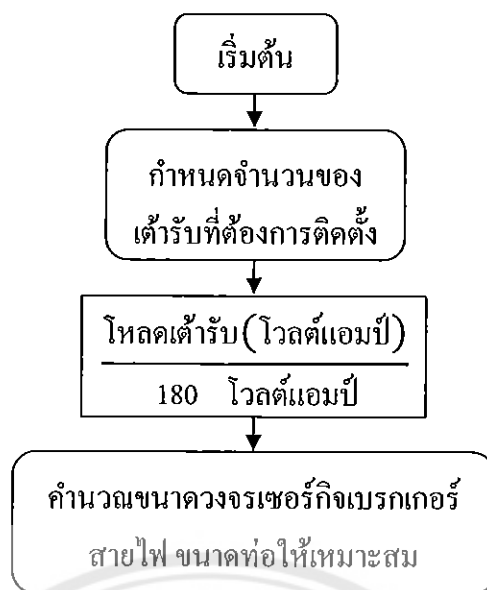 เริ่มต้น
กำหนดจำนวนของ
เต้ารับที่ต้องการติดตั้ง
โหลดเต้ารับ(โวลต์แอมป์)
180 โวลต์แอมป์
คำนวณขนาดวงจรเซอร์กิจเบรกเกอร์
สายไฟ ขนาดท่อให้เหมาะสม